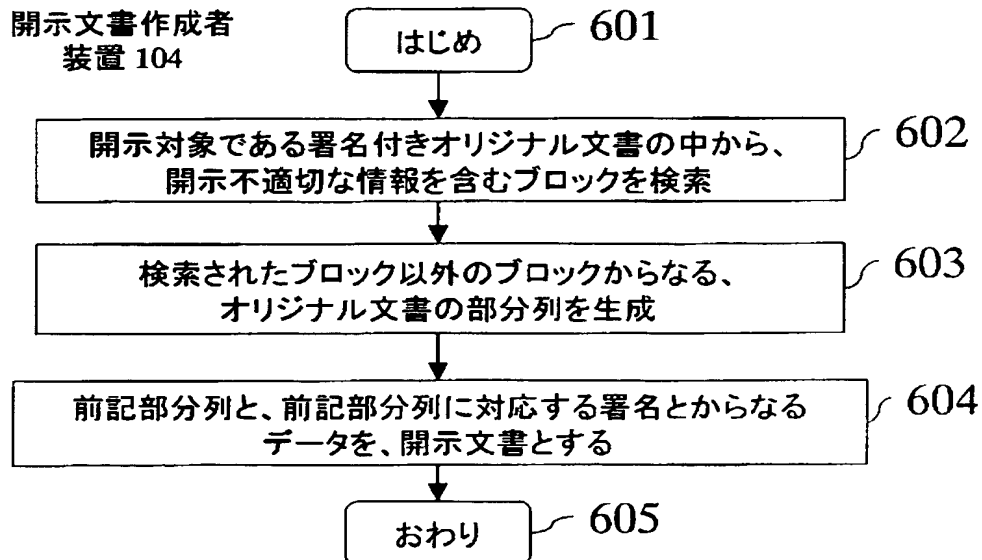 開示文書作成者
装置 104
はじめ
601
開示対象である署名付きオリジナル文書の中から、
開示不適切な情報を含むブロックを検索
602
検索されたブロック以外のブロックからなる、
オリジナル文書の部分列を生成
603
前記部分列と、前記部分列に対応する署名とからなる
データを、開示文書とする
604
おわり
605